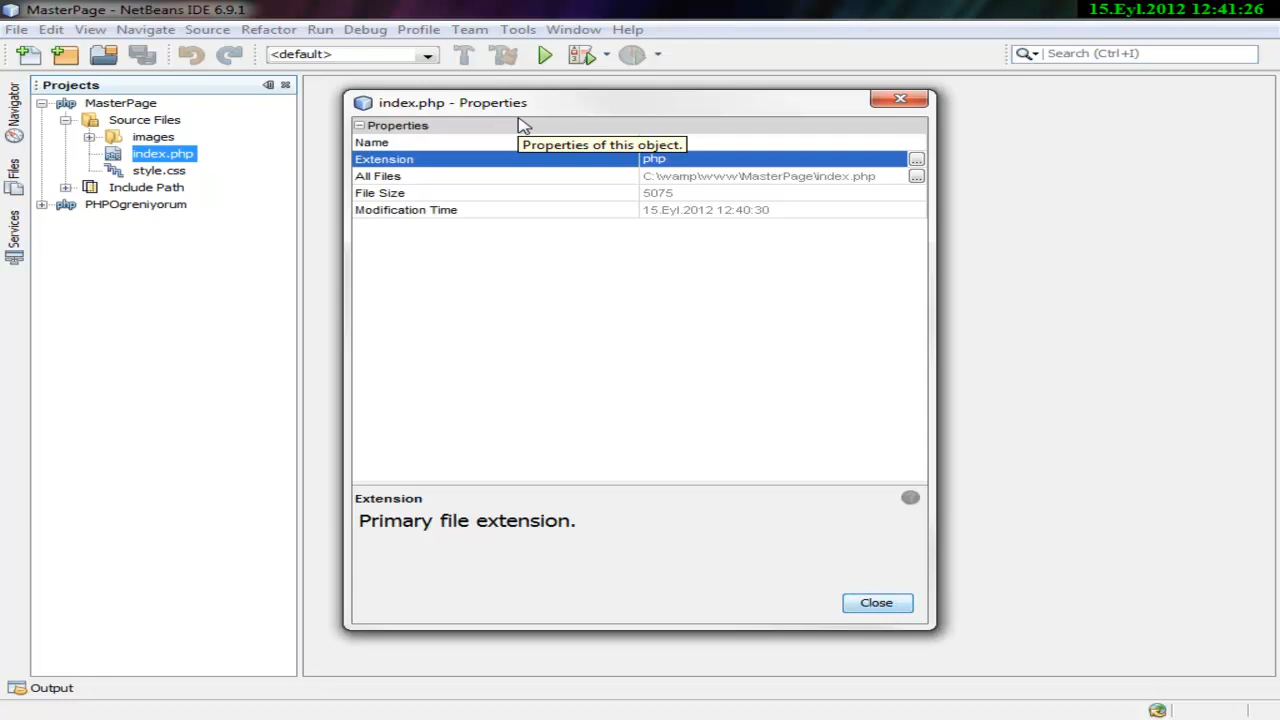 MasterPage - NetBeans IDE 6.9.1
15.Eyl.2012 12:41:26
File Edit View Navigate Source Refactor Run Debug Profile Team Tools Window Help
<default>
Search (Ctrl+I)
Navigator
Files
Services
Projects
MasterPage
Source Files
images
index.php
style.css
Include Path
PHPOgreniyorum
index.php - Properties
Properties
Properties of this object.
Name
Extension php
All Files C:\wamp\www\MasterPage\index.php
File Size 5075
Modification Time 15.Eyl.2012 12:40:30
Extension
Primary file extension.
Close
Output